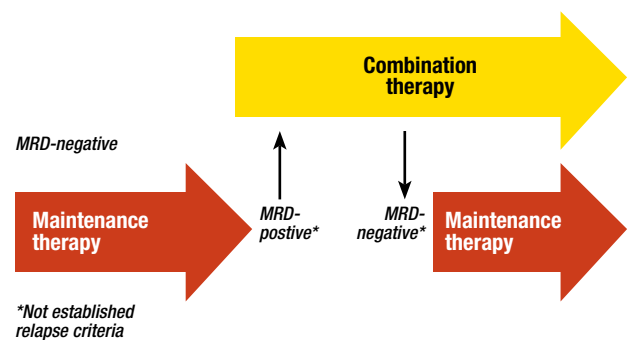 Combination
therapy
MRD-negative
Maintenance
therapy
MRD-
postive*
MRD-
negative*
Maintenance
therapy
*Not established
relapse criteria